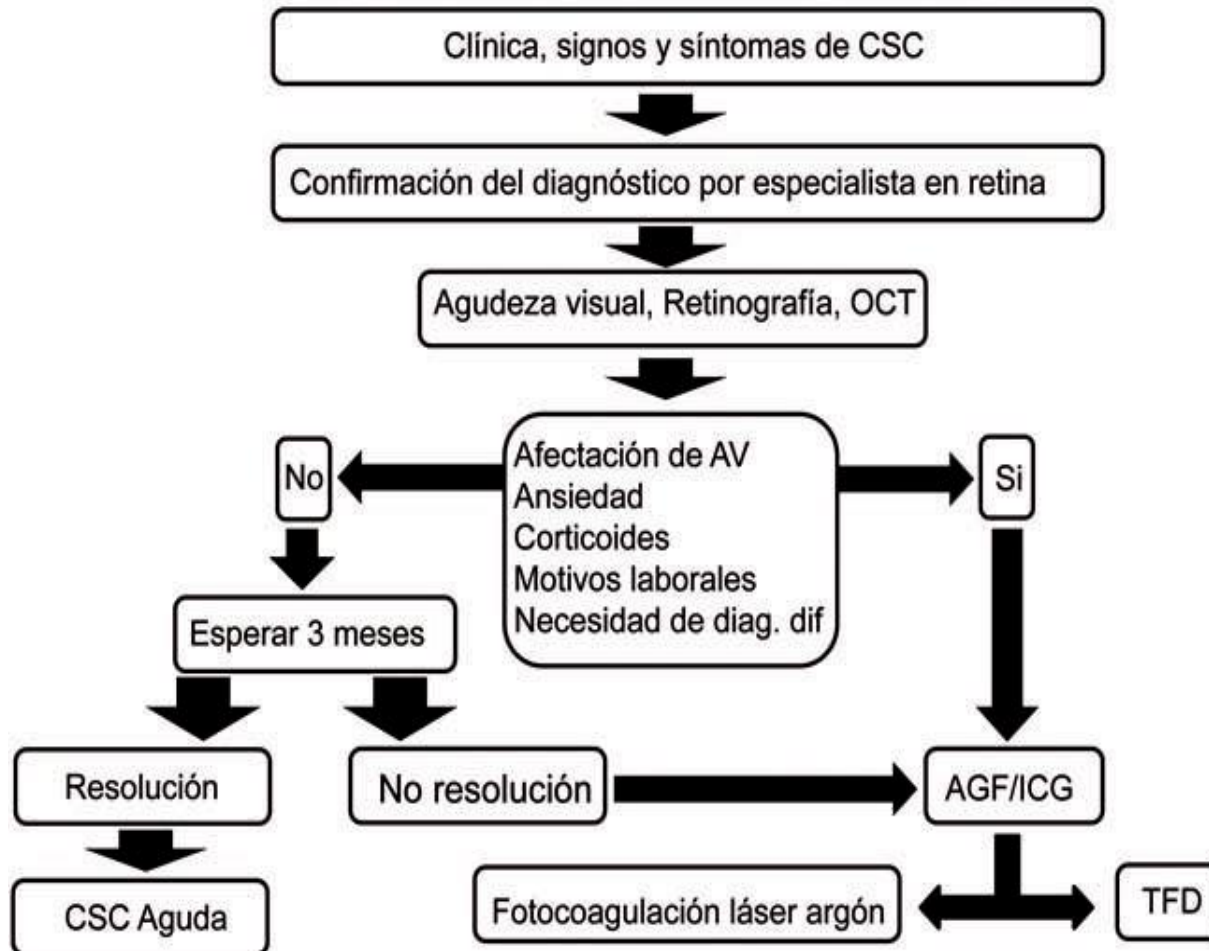 Clínica, signos y síntomas de CSC
Confirmación del diagnóstico por especialista en retina
Agudeza visual, Retinografía, OCT
Afectación de AV
Ansiedad
Corticoides
Motivos laborales
Necesidad de diag. dif
No
Si
Esperar 3 meses
Resolución
No resolución
AGF/ICG
CSC Aguda
Fotocoagulación láser argón
TFD